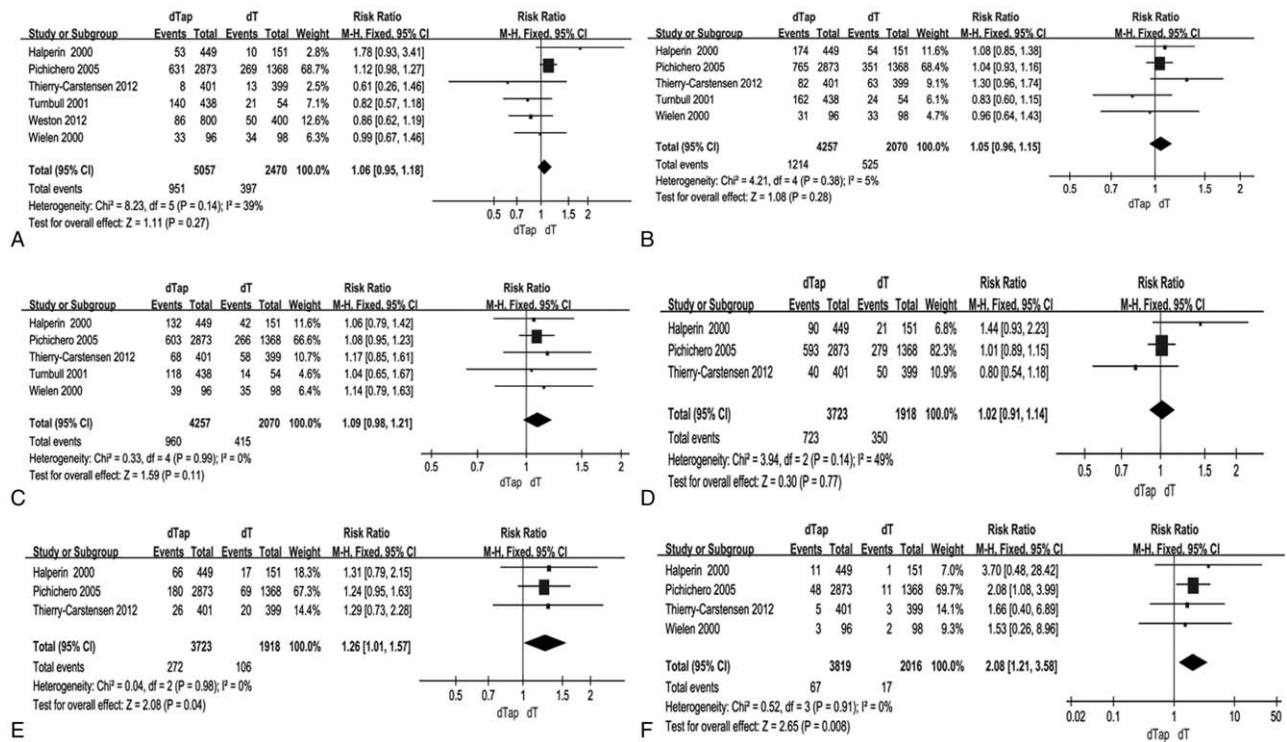 dTap dT Risk Ratio Risk Ratio
Study or Subgroup Events Total Events Total Weight M-H. Fixed. 95% CI M-H. Fixed. 95% CI
Halperin 2000 53 449 10 151 2.8% 1.78 [0.93, 3.41]
Pichichero 2005 631 2873 269 1368 68.7% 1.12 [0.98, 1.27]
Thierry-Carstensen 2012 8 401 13 399 2.5% 0.61 [0.26, 1.46]
Turnbull 2001 140 438 21 54 7.1% 0.82 [0.57, 1.18]
Weston 2012 86 800 50 400 12.6% 0.86 [0.62, 1.19]
Wielen 2000 33 96 34 98 6.3% 0.99 [0.67, 1.46]
Total (95% CI) 5057 2470 100.0% 1.06 [0.95, 1.18]
Total events 951 397
Heterogeneity: Chi² = 8.23, df = 5 (P = 0.14); I² = 39%
Test for overall effect: Z = 1.11 (P = 0.27)
0.5 0.7 1 1.5 2
dTap dT
A
dTap dT Risk Ratio Risk Ratio
Study or Subgroup Events Total Events Total Weight M-H. Fixed. 95% CI M-H. Fixed. 95% CI
Halperin 2000 174 449 54 151 11.6% 1.08 [0.85, 1.38]
Pichichero 2005 765 2873 351 1368 68.4% 1.04 [0.93, 1.16]
Thierry-Carstensen 2012 82 401 63 399 9.1% 1.30 [0.96, 1.74]
Turnbull 2001 162 438 24 54 6.2% 0.83 [0.60, 1.15]
Wielen 2000 31 96 33 98 4.7% 0.96 [0.64, 1.43]
Total (95% CI) 4257 2070 100.0% 1.05 [0.96, 1.15]
Total events 1214 525
Heterogeneity: Chi² = 4.21, df = 4 (P = 0.38); I² = 5%
Test for overall effect: Z = 1.08 (P = 0.28)
0.5 0.7 1 1.5 2
dTap dT
B
dTap dT Risk Ratio Risk Ratio
Study or Subgroup Events Total Events Total Weight M-H. Fixed. 95% CI M-H. Fixed. 95% CI
Halperin 2000 132 449 42 151 11.6% 1.06 [0.79, 1.42]
Pichichero 2005 603 2873 266 1368 66.6% 1.08 [0.95, 1.23]
Thierry-Carstensen 2012 68 401 58 399 10.7% 1.17 [0.85, 1.61]
Turnbull 2001 118 438 14 54 4.6% 1.04 [0.65, 1.67]
Wielen 2000 39 96 35 98 6.4% 1.14 [0.79, 1.63]
Total (95% CI) 4257 2070 100.0% 1.09 [0.98, 1.21]
Total events 960 415
Heterogeneity: Chi² = 0.33, df = 4 (P = 0.99); I² = 0%
Test for overall effect: Z = 1.59 (P = 0.11)
0.5 0.7 1 1.5 2
dTap dT
C
dTap dT Risk Ratio Risk Ratio
Study or Subgroup Events Total Events Total Weight M-H. Fixed. 95% CI M-H. Fixed. 95% CI
Halperin 2000 90 449 21 151 6.8% 1.44 [0.93, 2.23]
Pichichero 2005 593 2873 279 1368 82.3% 1.01 [0.89, 1.15]
Thierry-Carstensen 2012 40 401 50 399 10.9% 0.80 [0.54, 1.18]
Total (95% CI) 3723 1918 100.0% 1.02 [0.91, 1.14]
Total events 723 350
Heterogeneity: Chi² = 3.94, df = 2 (P = 0.14); I² = 49%
Test for overall effect: Z = 0.30 (P = 0.77)
0.5 0.7 1 1.5 2
dTap dT
D
dTap dT Risk Ratio Risk Ratio
Study or Subgroup Events Total Events Total Weight M-H. Fixed. 95% CI M-H. Fixed. 95% CI
Halperin 2000 66 449 17 151 18.3% 1.31 [0.79, 2.15]
Pichichero 2005 180 2873 69 1368 67.3% 1.24 [0.95, 1.63]
Thierry-Carstensen 2012 26 401 20 399 14.4% 1.29 [0.73, 2.28]
Total (95% CI) 3723 1918 100.0% 1.26 [1.01, 1.57]
Total events 272 106
Heterogeneity: Chi² = 0.04, df = 2 (P = 0.98); I² = 0%
Test for overall effect: Z = 2.08 (P = 0.04)
0.5 0.7 1 1.5 2
dTap dT
E
dTap dT Risk Ratio Risk Ratio
Study or Subgroup Events Total Events Total Weight M-H. Fixed. 95% CI M-H. Fixed. 95% CI
Halperin 2000 11 449 1 151 7.0% 3.70 [0.48, 28.42]
Pichichero 2005 48 2873 11 1368 69.7% 2.08 [1.08, 3.99]
Thierry-Carstensen 2012 5 401 3 399 14.1% 1.66 [0.40, 6.89]
Wielen 2000 3 96 2 98 9.3% 1.53 [0.26, 8.96]
Total (95% CI) 3819 2016 100.0% 2.08 [1.21, 3.58]
Total events 67 17
Heterogeneity: Chi² = 0.52, df = 3 (P = 0.91); I² = 0%
Test for overall effect: Z = 2.65 (P = 0.008)
0.02 0.1 1 10 50
dTap dT
F